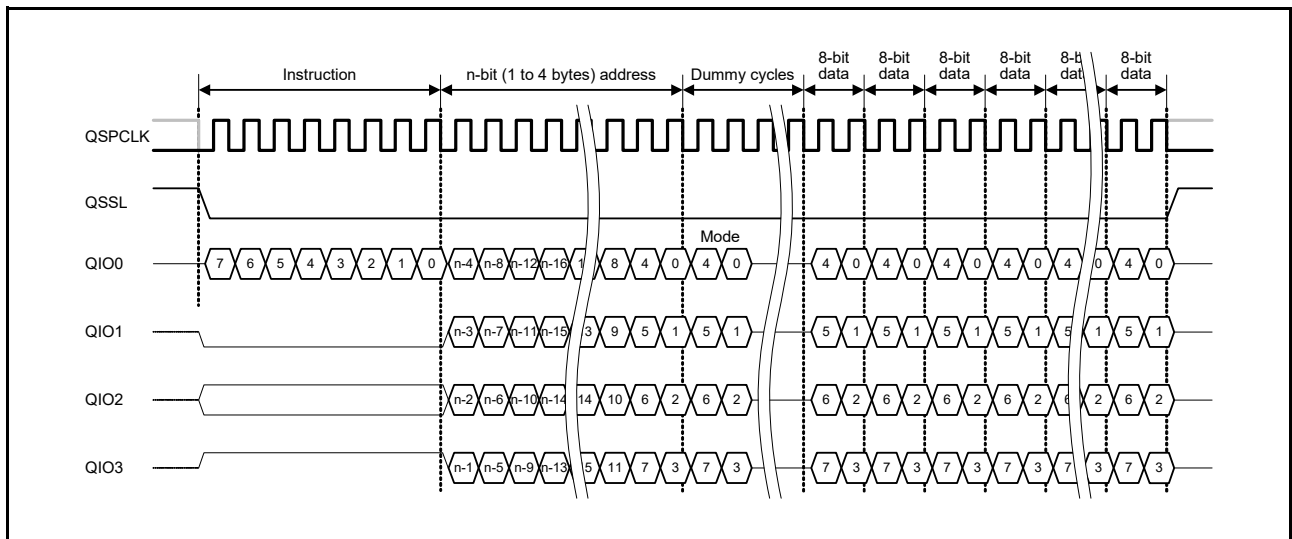 8-bit 8-bit 8-bit 8-bit 8-bit 8-bit
Instruction n-bit (1 to 4 bytes) address Dummy cycles data data data data data
QSPCLK
QSSL
Mode
QIO0 7 6 5 4 3 2 1 0 n-4 n-8 n-12 n-16 8 4 0 4 0 4 0 4 0 4 0 4 0 4 0 4 0
QIO1 n-3 n-7 n-11 n-15 9 5 1 5 1 5 1 5 1 5 1 5 1 5 1 5 1
QIO2 n-2 n-6 n-10 n-14 14 10 6 2 6 2 6 2 6 2 6 2 6 2 6 2 6 2
QIO3 n-1 n-5 n-9 n-13 11 7 3 7 3 7 3 7 3 7 3 7 3 7 3 7 3